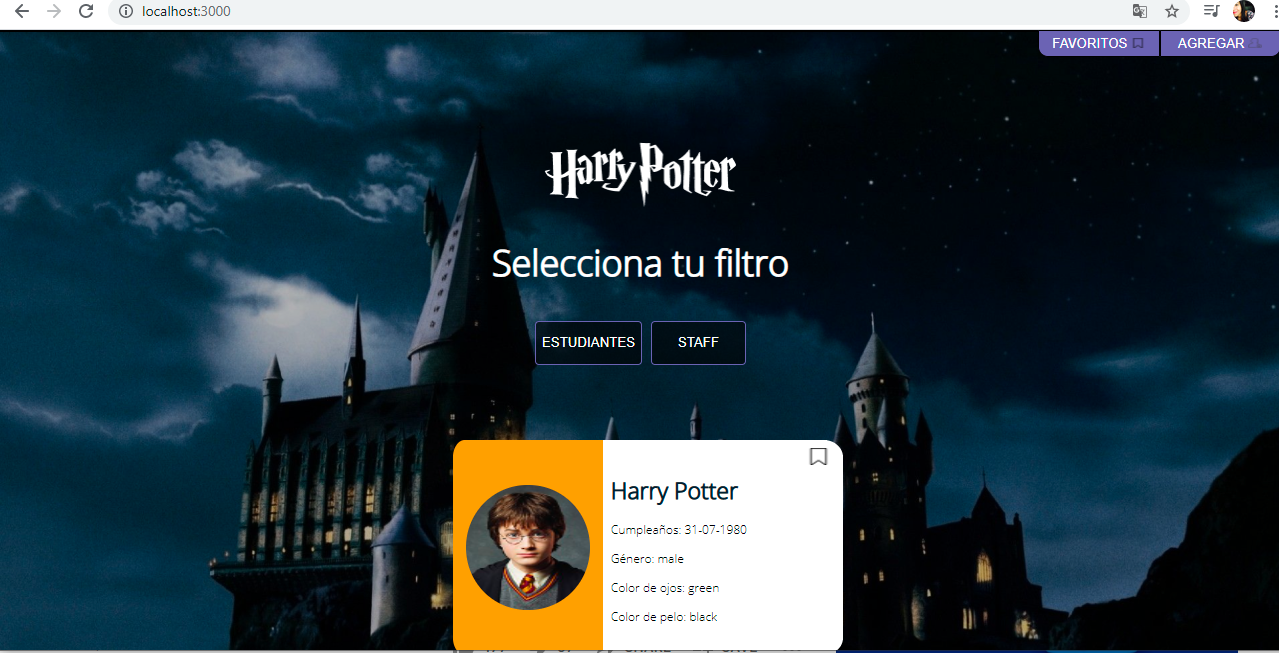 localhost:3000
FAVORITOS
AGREGAR
Harry Potter
Selecciona tu filtro
ESTUDIANTES
STAFF
Harry Potter
Cumpleaños: 31-07-1980
Género: male
Color de ojos: green
Color de pelo: black